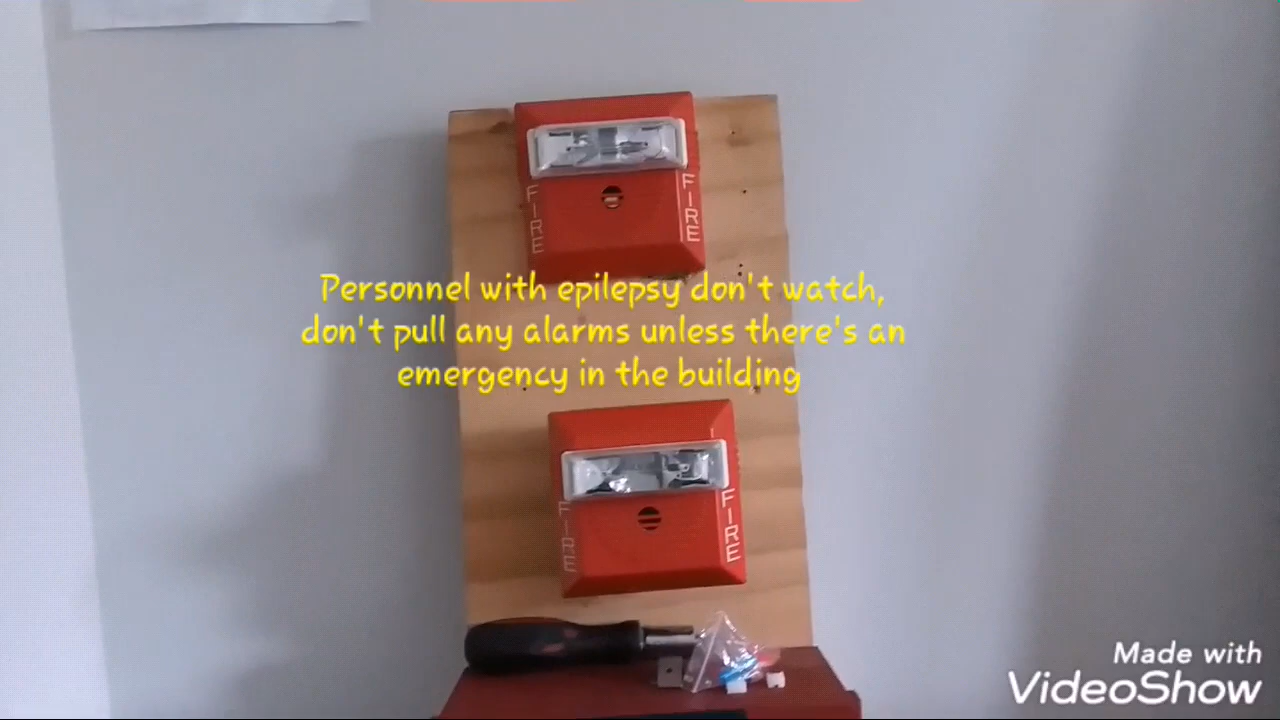 FIRE
FIRE
Personnel with epilepsy don't watch,
don't pull any alarms unless there's an
emergency in the building
FIRE
FIRE
Made with
VideoShow